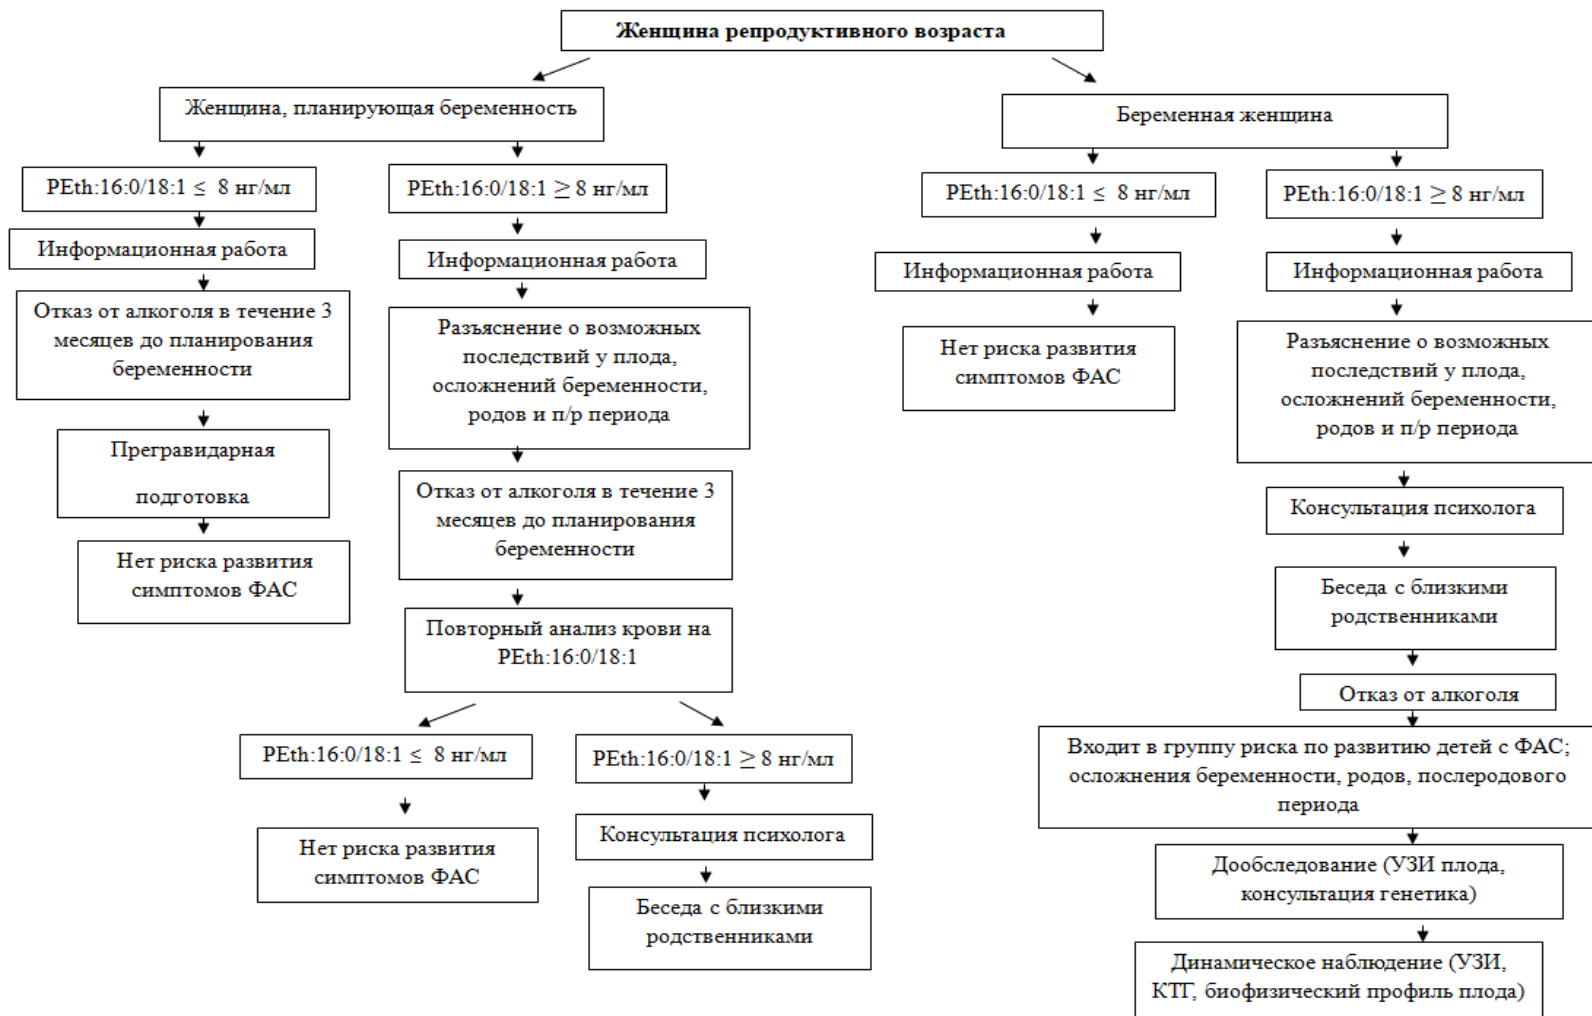 Женщина репродуктивного возраста
Женщина, планирующая беременность
PEth:16:0/18:1 ≤ 8 нг/мл
Информационная работа
Отказ от алкоголя в течение 3
месяцев до планирования
беременности
Прегравидарная
подготовка
Нет риска развития
симптомов ФАС
PEth:16:0/18:1 ≥ 8 нг/мл
Информационная работа
Разъяснение о возможных
последствий у плода,
осложнений беременности,
родов и п/р периода
Отказ от алкоголя в течение 3
месяцев до планирования
беременности
Повторный анализ крови на
PEth:16:0/18:1
PEth:16:0/18:1 ≤ 8 нг/мл
Нет риска развития
симптомов ФАС
PEth:16:0/18:1 ≥ 8 нг/мл
Консультация психолога
Беседа с близкими
родственниками
Беременная женщина
PEth:16:0/18:1 ≤ 8 нг/мл
Информационная работа
Нет риска развития
симптомов ФАС
PEth:16:0/18:1 ≥ 8 нг/мл
Информационная работа
Разъяснение о возможных
последствий у плода,
осложнений беременности,
родов и п/р периода
Консультация психолога
Беседа с близкими
родственниками
Отказ от алкоголя
Входит в группу риска по развитию детей с ФАС;
осложнения беременности, родов, послеродового
периода
Дообследование (УЗИ плода,
консультация генетика)
Динамическое наблюдение (УЗИ,
КТГ, биофизический профиль плода)